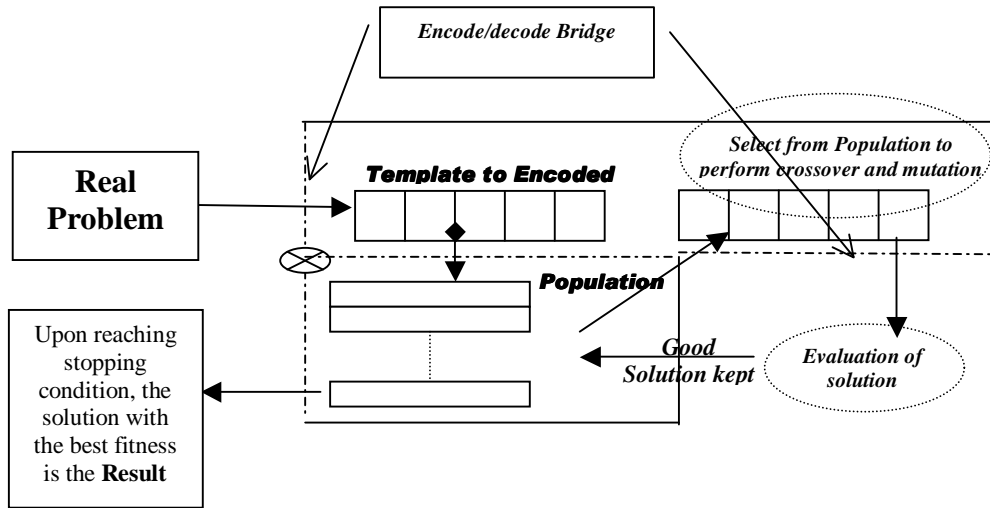 Encode/decode Bridge
Select from Population to
perform crossover and mutation
Real
Problem
Template to Encoded
Population
Upon reaching
stopping
condition, the
solution with
the best fitness
is the Result
Good
Solution kept
Evaluation of
solution